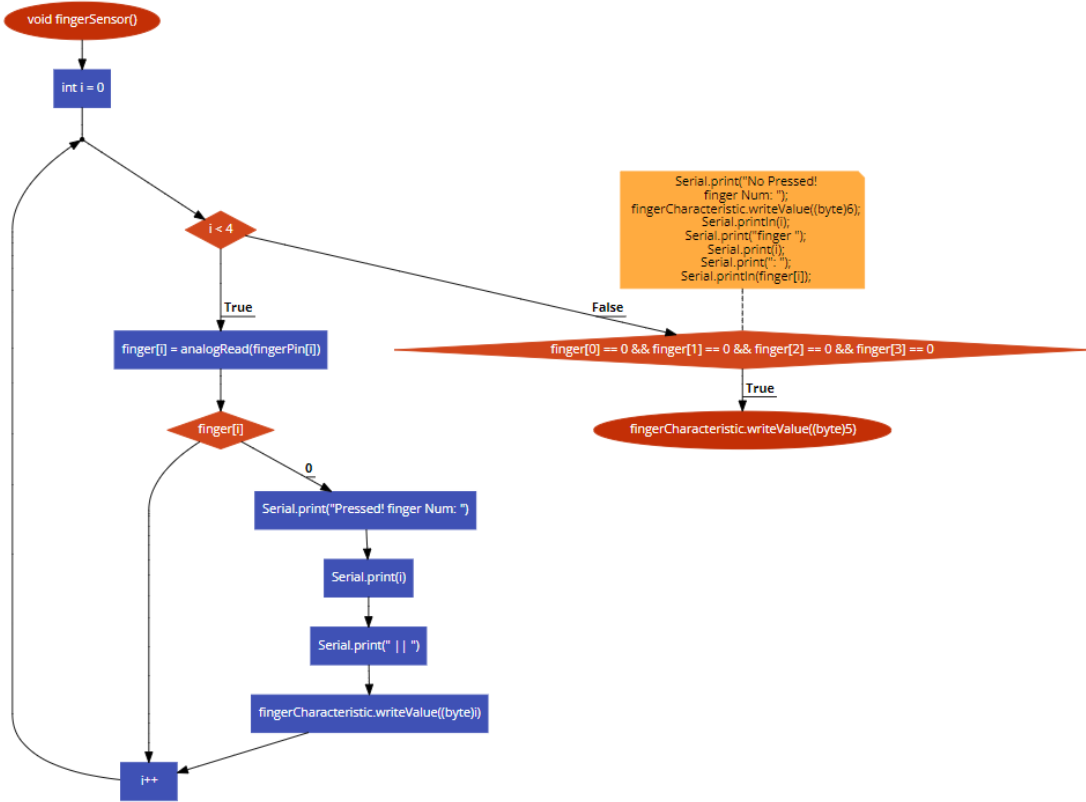 void fingerSensor()
int i = 0
i < 4
True
False
finger[i] = analogRead(fingerPin[i])
finger[i]
0
Serial.print("Pressed! finger Num: ")
Serial.print(i)
Serial.print(" || ")
fingerCharacteristic.writeValue((byte)i)
i++
Serial.print("No Pressed!
finger Num: ");
fingerCharacteristic.writeValue((byte)6);
Serial.println(i);
Serial.print("finger ");
Serial.print(i);
Serial.print(": ");
Serial.println(finger[i]);
finger[0] == 0 && finger[1] == 0 && finger[2] == 0 && finger[3] == 0
True
fingerCharacteristic.writeValue((byte)5)